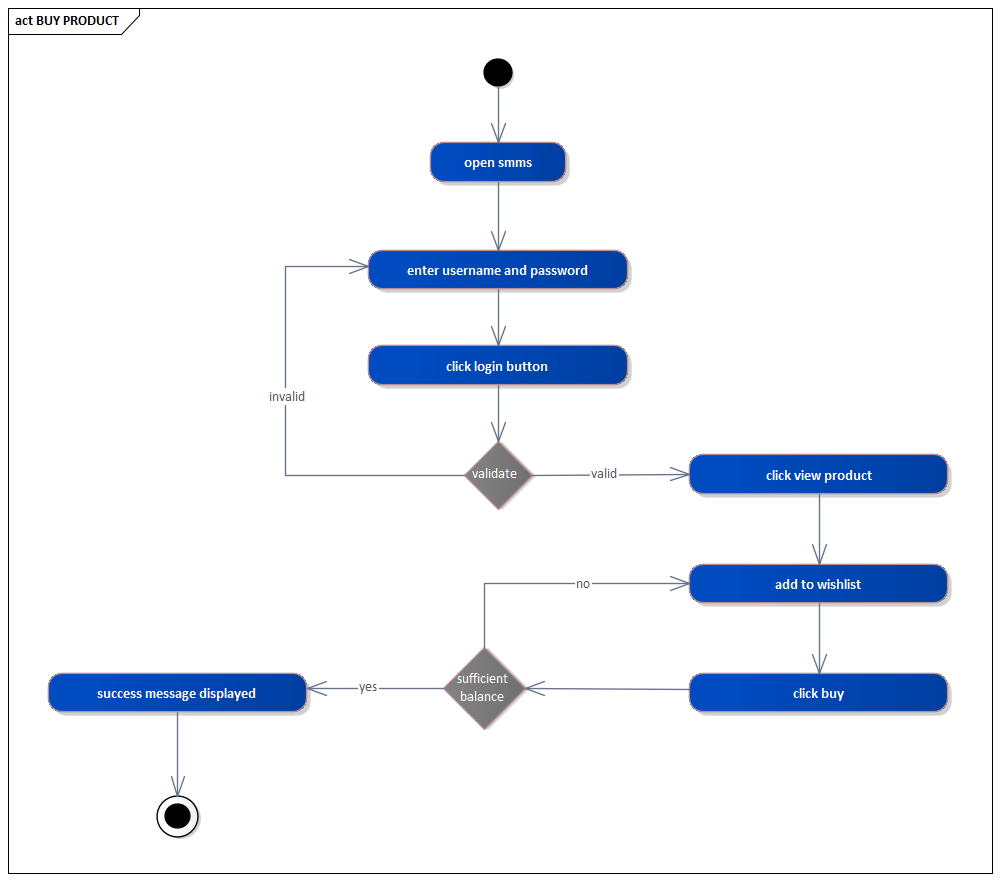 act BUY PRODUCT
open smms
enter username and password
click login button
invalid
validate
valid
click view product
no
add to wishlist
sufficient
balance
yes
success message displayed
click buy